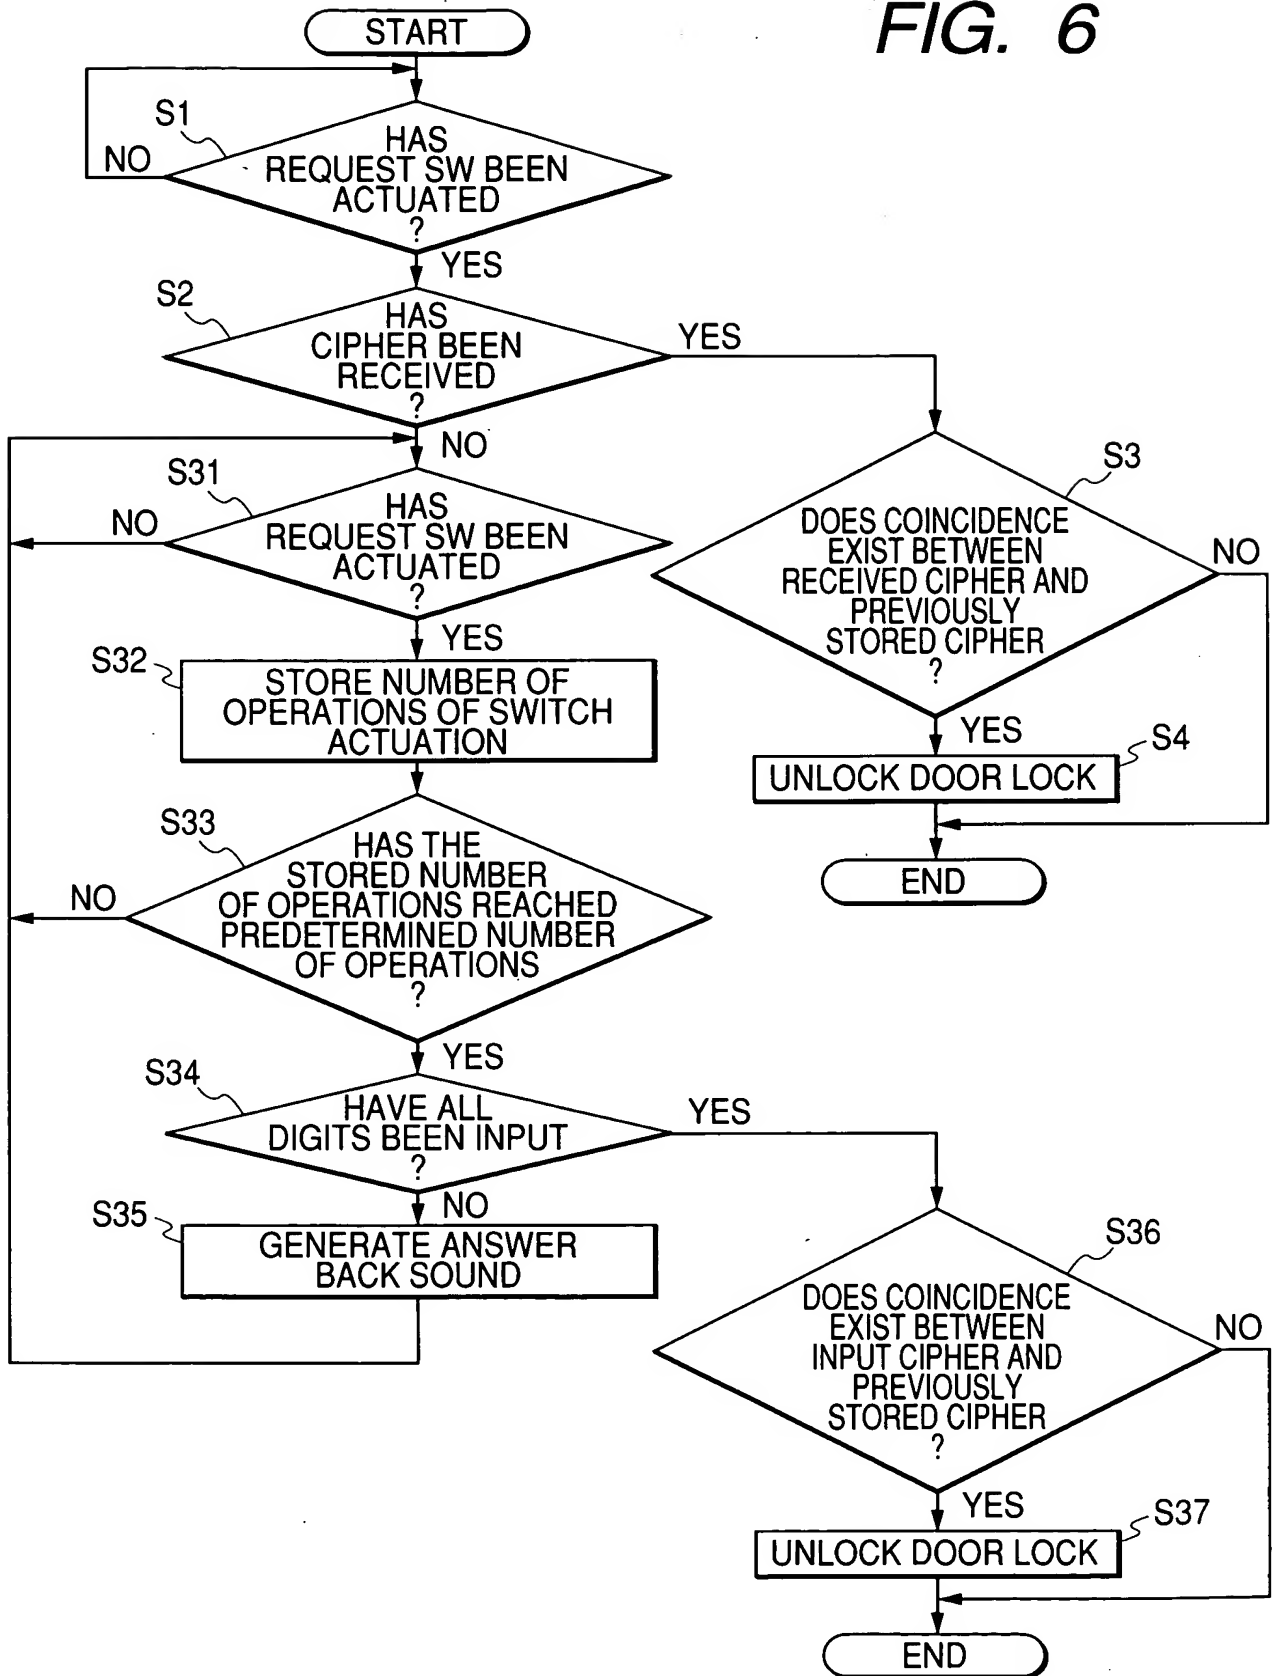 FIG. 6
START
S1
HAS
REQUEST SW BEEN
ACTUATED
?
NO
YES
S2
HAS
CIPHER BEEN
RECEIVED
?
YES
NO
S31
HAS
REQUEST SW BEEN
ACTUATED
?
NO
YES
S3
DOES COINCIDENCE
EXIST BETWEEN
RECEIVED CIPHER AND
PREVIOUSLY
STORED CIPHER
?
NO
YES
S4
UNLOCK DOOR LOCK
END
S32
STORE NUMBER OF
OPERATIONS OF SWITCH
ACTUATION
S33
HAS THE
STORED NUMBER
OF OPERATIONS REACHED
PREDETERMINED NUMBER
OF OPERATIONS
?
NO
YES
S34
HAVE ALL
DIGITS BEEN INPUT
?
YES
NO
S35
GENERATE ANSWER
BACK SOUND
S36
DOES COINCIDENCE
EXIST BETWEEN
INPUT CIPHER AND
PREVIOUSLY
STORED CIPHER
?
NO
YES
S37
UNLOCK DOOR LOCK
END